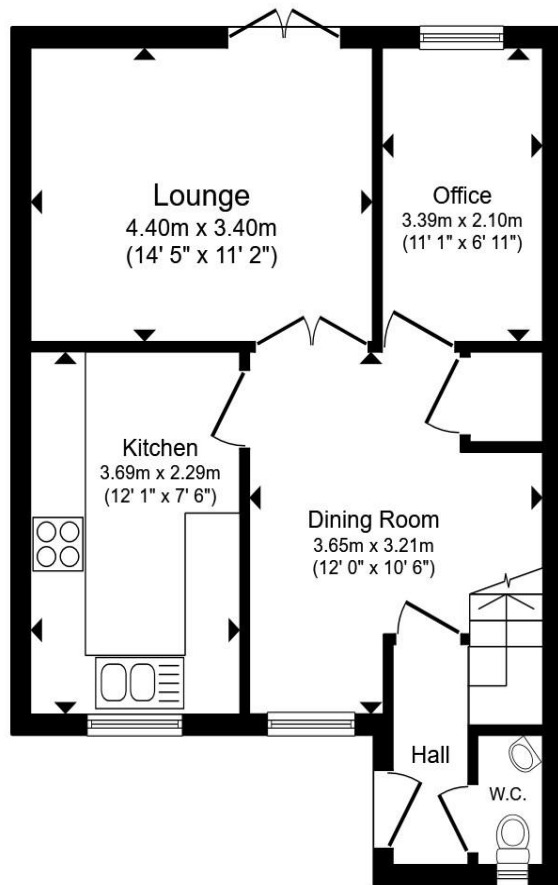 Lounge
4.40m x 3.40m
(14' 5" x 11' 2")
Office
3.39m x 2.10m
(11' 1" x 6' 11")
Kitchen
3.69m x 2.29m
(12' 1" x 7' 6")
Dining Room
3.65m x 3.21m
(12' 0" x 10' 6")
Hall
W.C.